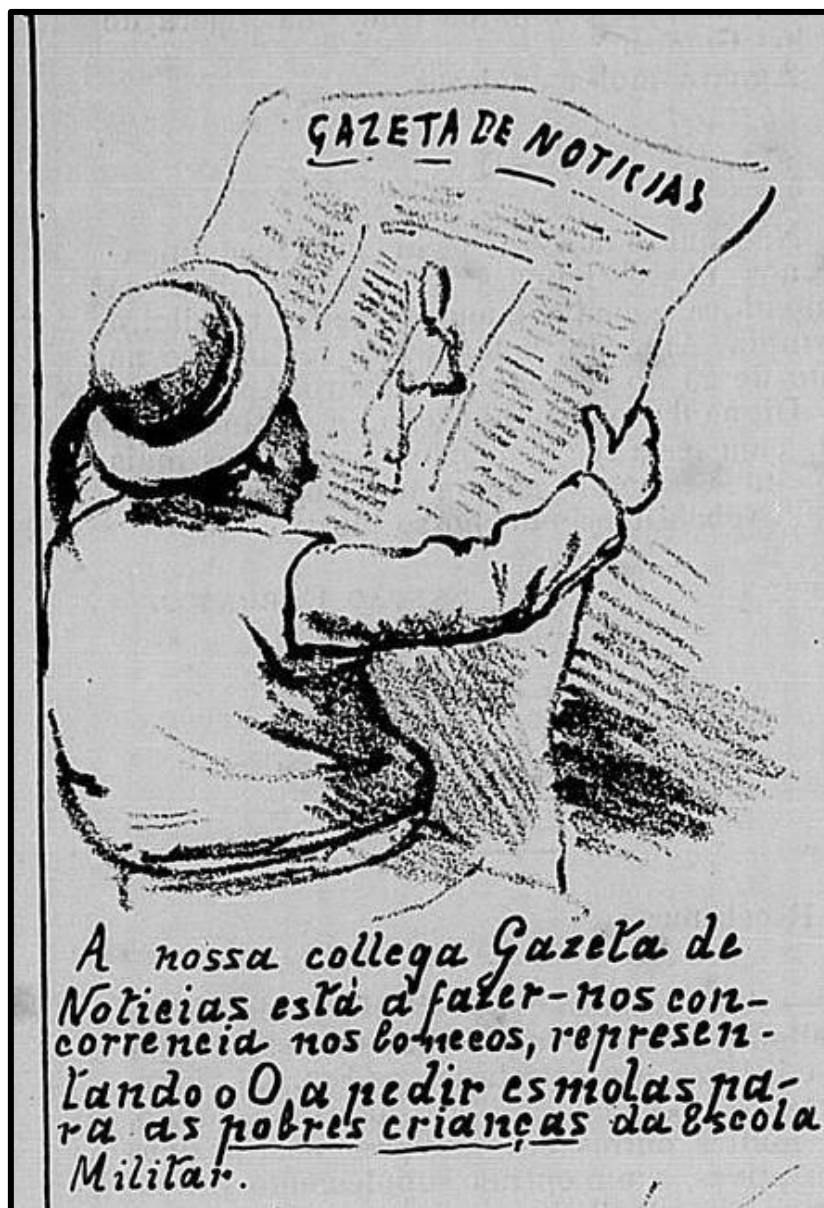 GAZETA DE NOTICIAS
A nossa collega Gazeta de
Noticias está a fazer-nos con-
correncia nos bonecos, represen-
tando o O, a pedir esmolas pa-
ra as pobres crianças da Escola
Militar.